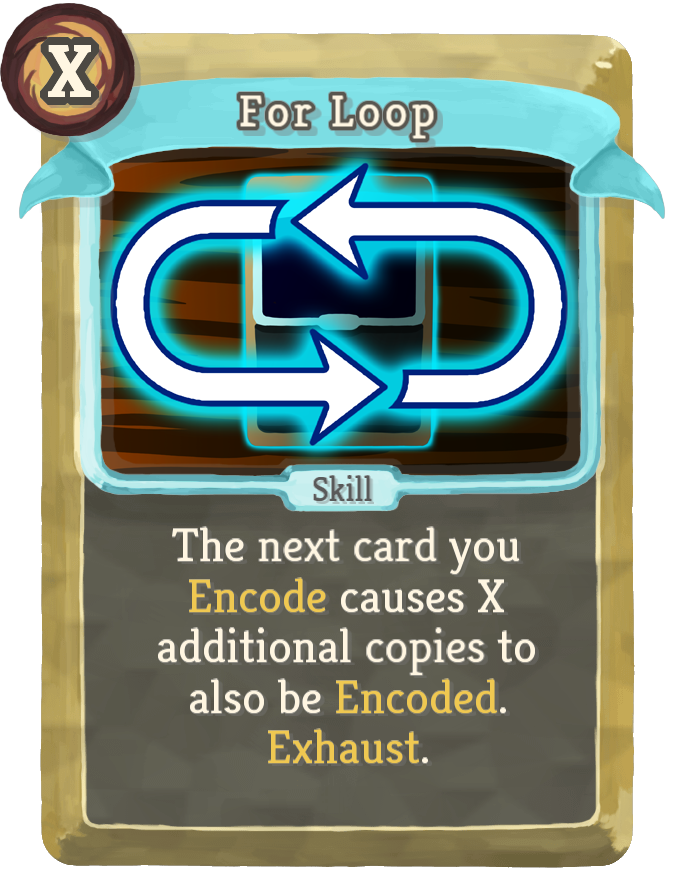 X
For Loop
Skill
The next card you
Encode causes X
additional copies to
also be Encoded.
Exhaust.